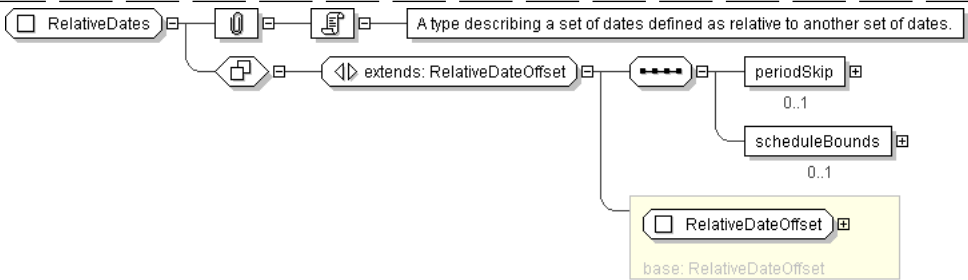 RelativeDates
A type describing a set of dates defined as relative to another set of dates.
extends: RelativeDateOffset
periodSkip
0..1
scheduleBounds
0..1
RelativeDateOffset
base: RelativeDateOffset